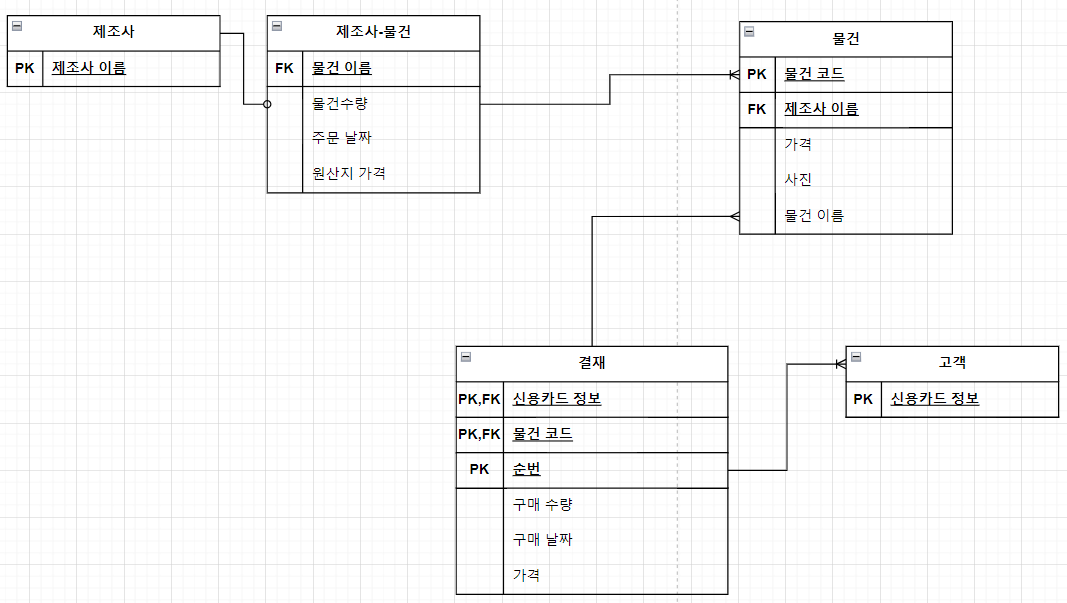 제조사
PK 제조사 이름
제조사-물건
FK 물건 이름
물건수량
주문 날짜
원산지 가격
물건
PK 물건 코드
FK 제조사 이름
가격
사진
물건 이름
결재
PK,FK 신용카드 정보
PK,FK 물건 코드
PK 순번
구매 수량
구매 날짜
가격
고객
PK 신용카드 정보